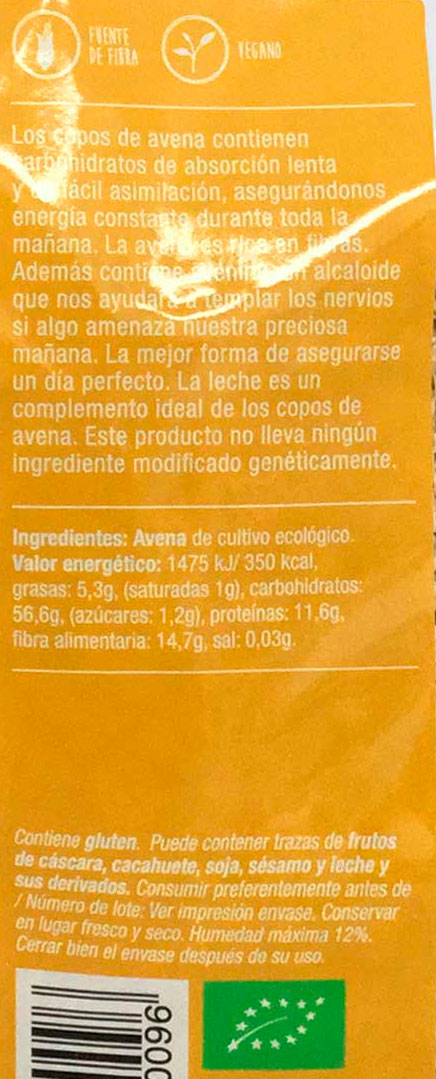 FUENTE
DE FIBRA
VEGANO
Los copos de avena contienen
carbohidratos de absorción lenta
y fácil asimilación, asegurándonos
energía constante durante toda la
mañana. La avena es rica en fibras.
Además contiene alcaloide
que nos ayudará a templar los nervios
si algo amenaza nuestra preciosa
mañana. La mejor forma de asegurarse
un día perfecto. La leche es un
complemento ideal de los copos de
avena. Este producto no lleva ningún
ingrediente modificado genéticamente.
Ingredientes: Avena de cultivo ecológico.
Valor energético: 1475 kJ/ 350 kcal,
grasas: 5,3g, (saturadas 1g), carbohidratos:
56,6g, (azúcares: 1,2g), proteínas: 11,6g,
fibra alimentaria: 14,7g, sal: 0,03g.
Contiene gluten. Puede contener trazas de frutos
de cáscara, cacahuete, soja, sésamo y leche y
sus derivados. Consumir preferentemente antes de
/ Número de lote: Ver impresión envase. Conservar
en lugar fresco y seco. Humedad máxima 12%.
Cerrar bien el envase después de su uso.